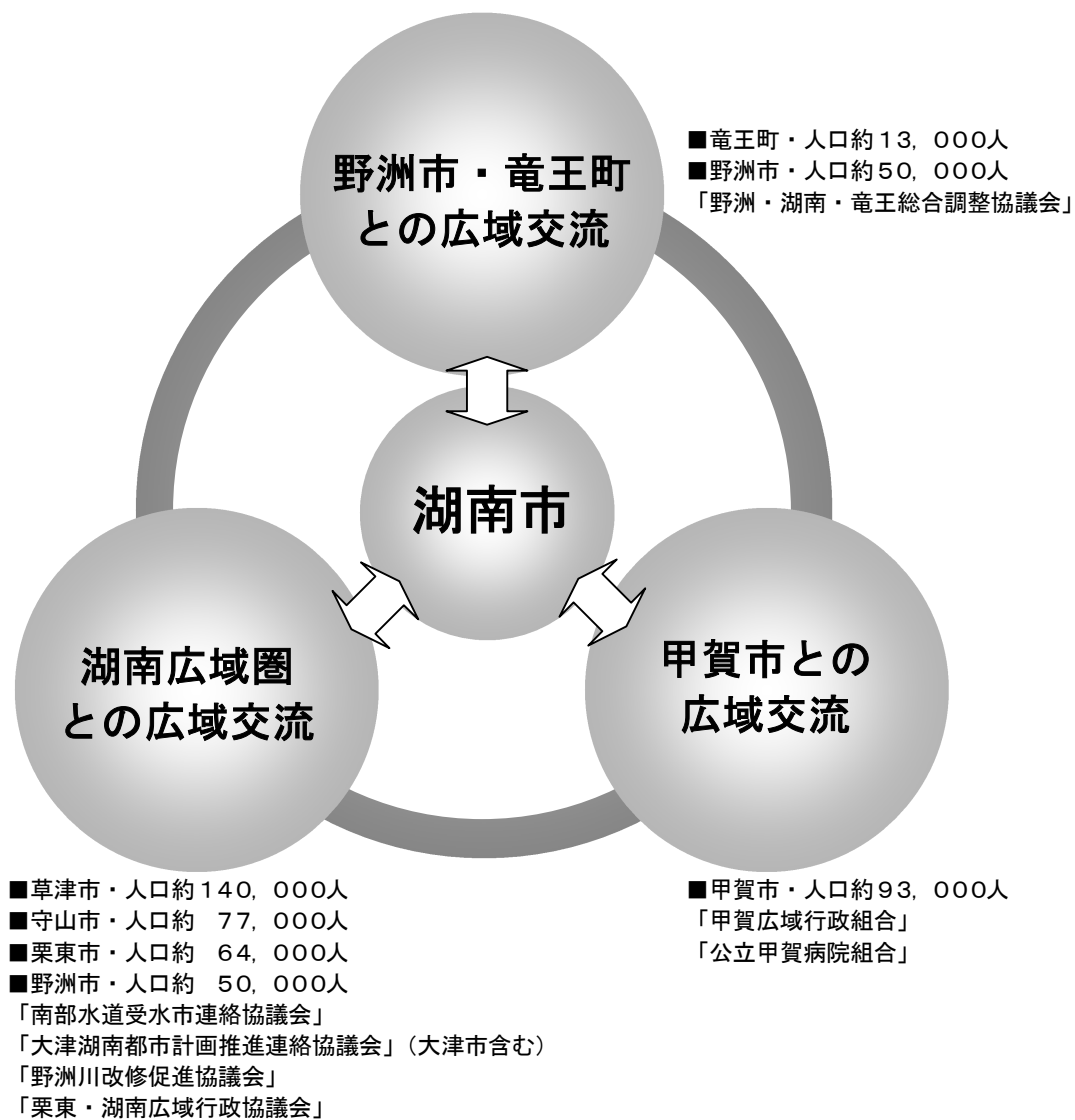 野洲市・竜王町
との広域交流
■竜王町・人口約13,000人
■野洲市・人口約50,000人
「野洲・湖南・竜王総合調整協議会」
湖南市
湖南広域圏
との広域交流
甲賀市との
広域交流
■草津市・人口約140,000人
■守山市・人口約 77,000人
■栗東市・人口約 64,000人
■野洲市・人口約 50,000人
「南部水道受水市連絡協議会」
「大津湖南都市計画推進連絡協議会」(大津市含む)
「野洲川改修促進協議会」
「栗東・湖南広域行政協議会」
■甲賀市・人口約93,000人
「甲賀広域行政組合」
「公立甲賀病院組合」